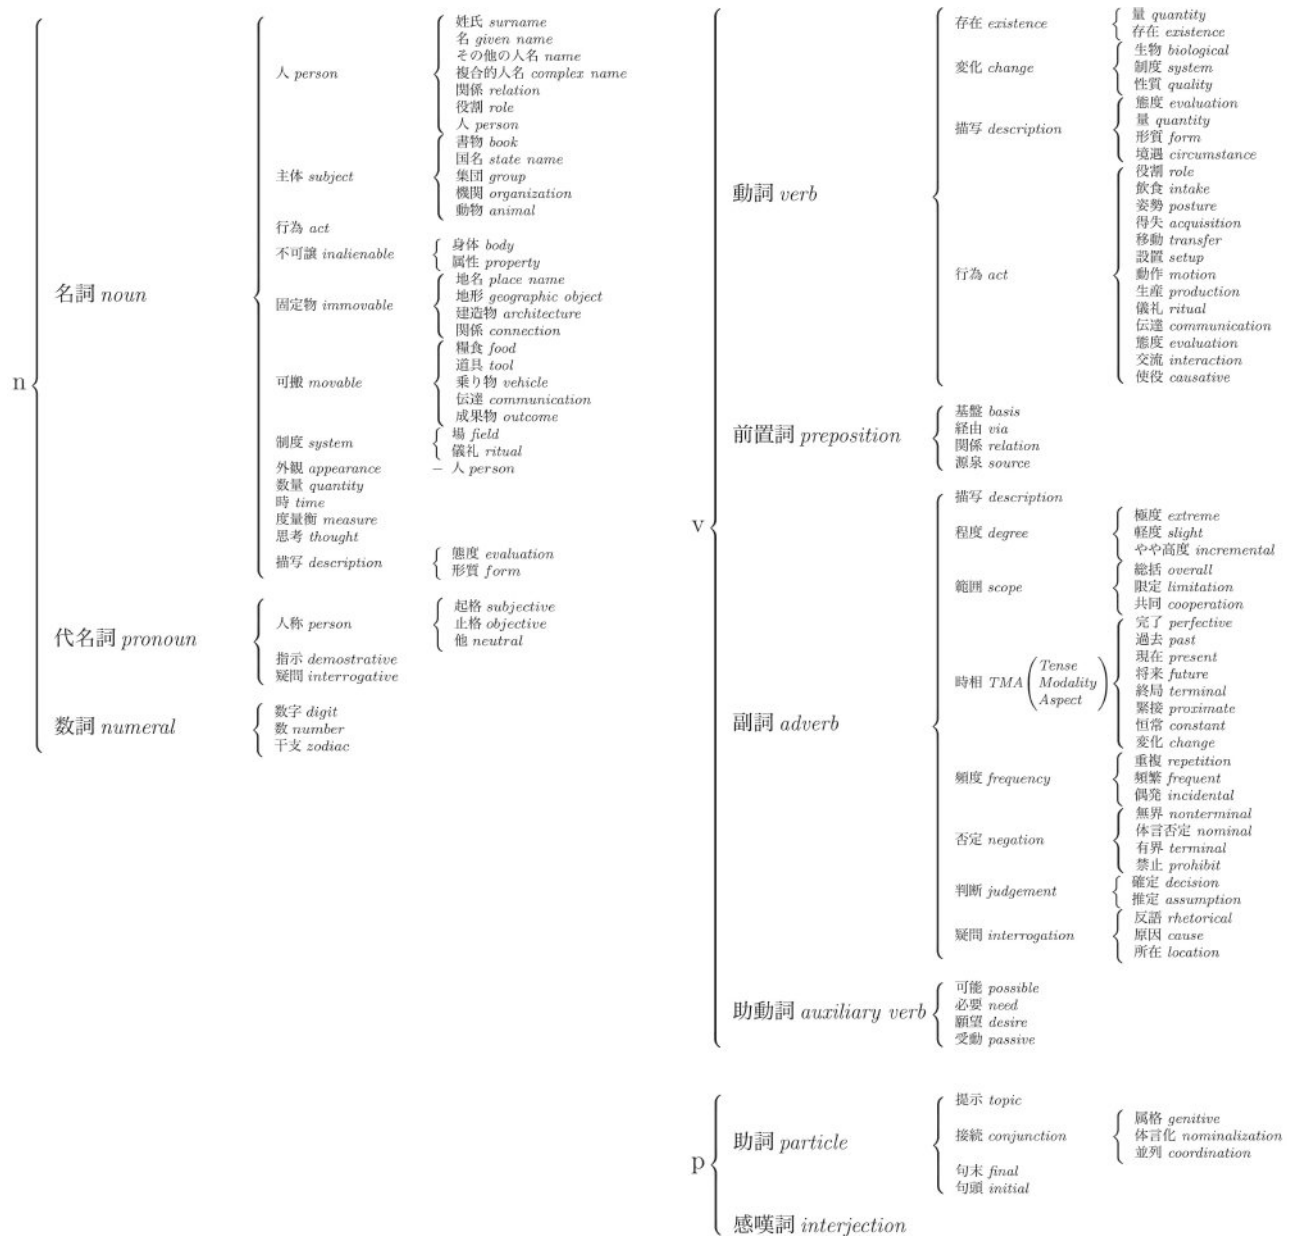 n
名詞 noun
人 person
姓氏 surname
名 given name
その他の人名 name
複合的人名 complex name
関係 relation
役割 role
人 person
主体 subject
書物 book
国名 state name
集団 group
機関 organization
動物 animal
行為 act
不可譲 inalienable
身体 body
属性 property
固定物 immovable
地名 place name
地形 geographic object
建造物 architecture
関係 connection
可搬 movable
糧食 food
道具 tool
乗り物 vehicle
伝達 communication
成果物 outcome
制度 system
場 field
儀礼 ritual
外観 appearance – 人 person
数量 quantity
時 time
度量衡 measure
思考 thought
描写 description
態度 evaluation
形質 form
代名詞 pronoun
人称 person
起格 subjective
止格 objective
他 neutral
指示 demostrative
疑問 interrogative
数詞 numeral
数字 digit
数 number
干支 zodiac
v
動詞 verb
存在 existence
量 quantity
存在 existence
変化 change
生物 biological
制度 system
性質 quality
描写 description
態度 evaluation
量 quantity
形質 form
境遇 circumstance
行為 act
役割 role
飲食 intake
姿勢 posture
得失 acquisition
移動 transfer
設置 setup
動作 motion
生産 production
儀礼 ritual
伝達 communication
態度 evaluation
交流 interaction
使役 causative
前置詞 preposition
基盤 basis
経由 via
関係 relation
源泉 source
副詞 adverb
描写 description
程度 degree
極度 extreme
軽度 slight
やや高度 incremental
範囲 scope
総括 overall
限定 limitation
共同 cooperation
時相 TMA
Tense
Modality
Aspect
完了 perfective
過去 past
現在 present
将来 future
終局 terminal
緊接 proximate
恒常 constant
変化 change
頻度 frequency
重複 repetition
頻繁 frequent
偶発 incidental
否定 negation
無界 nonterminal
体言否定 nominal
有界 terminal
禁止 prohibit
判断 judgement
確定 decision
推定 assumption
疑問 interrogation
反語 rhetorical
原因 cause
所在 location
助動詞 auxiliary verb
可能 possible
必要 need
願望 desire
受動 passive
p
助詞 particle
提示 topic
接続 conjunction
属格 genitive
体言化 nominalization
並列 coordination
句末 final
句頭 initial
感嘆詞 interjection